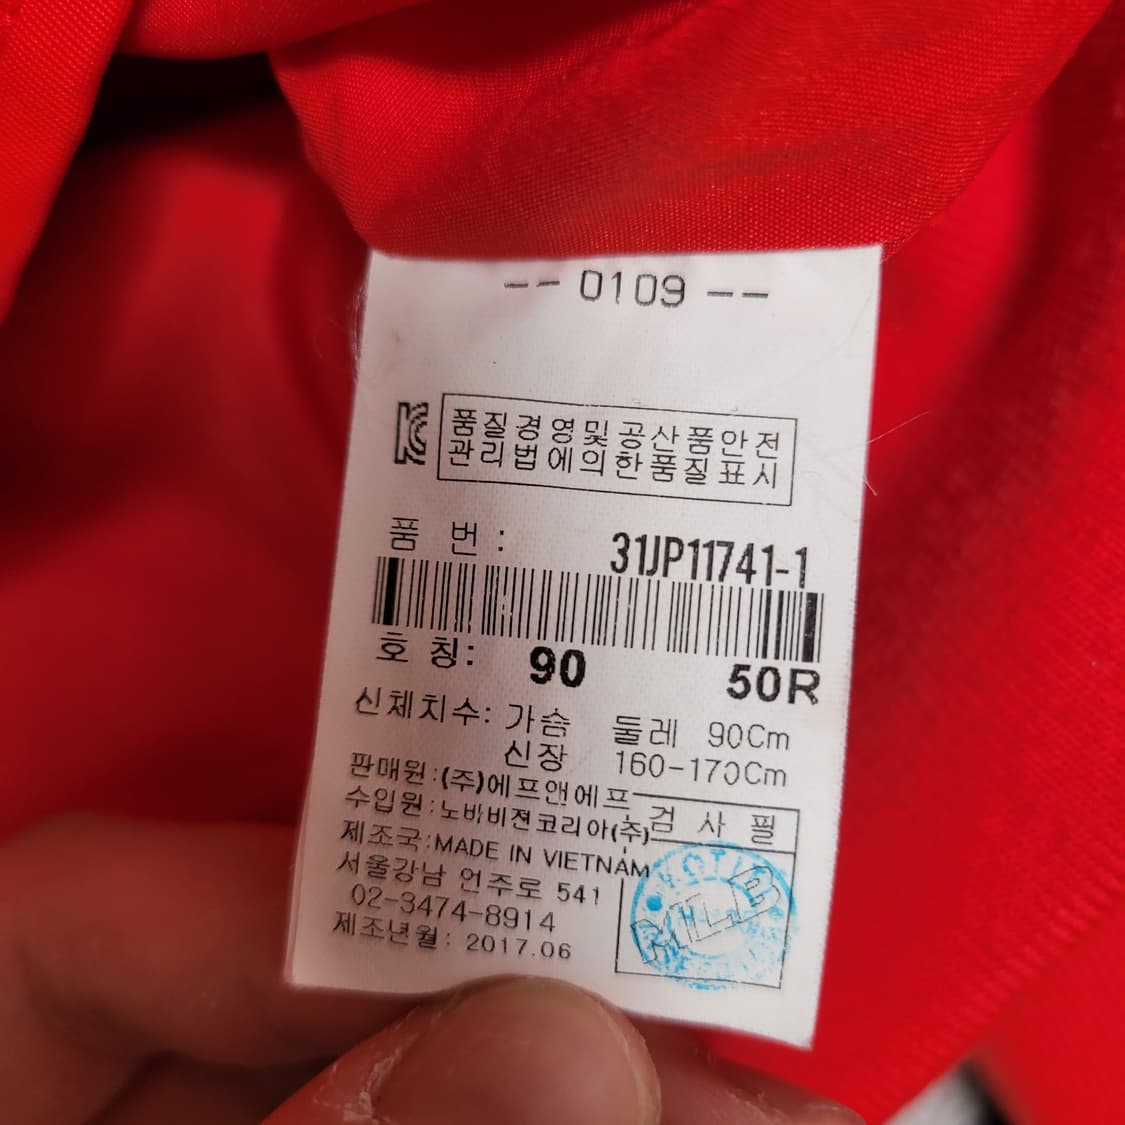 -- 0109 --
품질경영및공산품안전
관리법에의한품질표시
품 번: 31JP11741-1
호 칭: 90 50R
신체치수: 가슴 둘레 90Cm
신장 160-170Cm
판매원:(주)에프앤에프
수입원:노바비젼코리아(주)
검 사 필
제조국:MADE IN VIETNAM
서울강남 언주로 541
02-3474-8914
제조년월: 2017.06
MLB